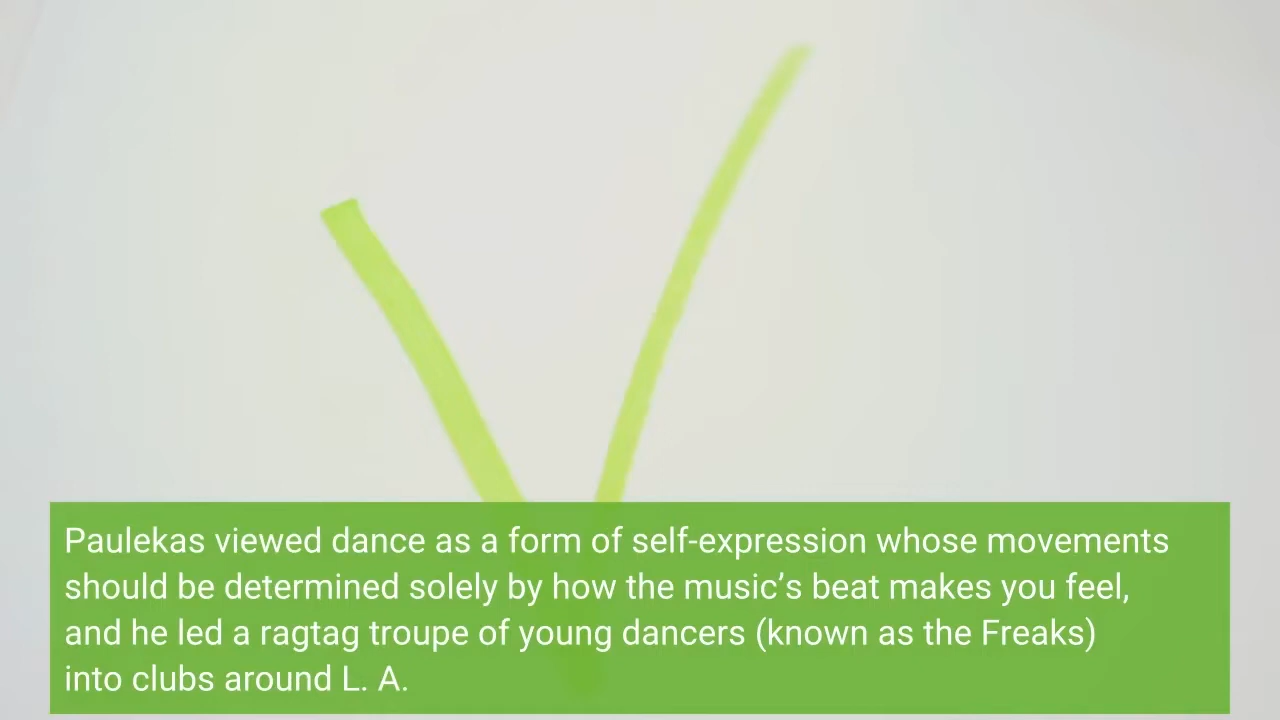 Paulekas viewed dance as a form of self-expression whose movements
should be determined solely by how the music’s beat makes you feel,
and he led a ragtag troupe of young dancers (known as the Freaks)
into clubs around L. A.